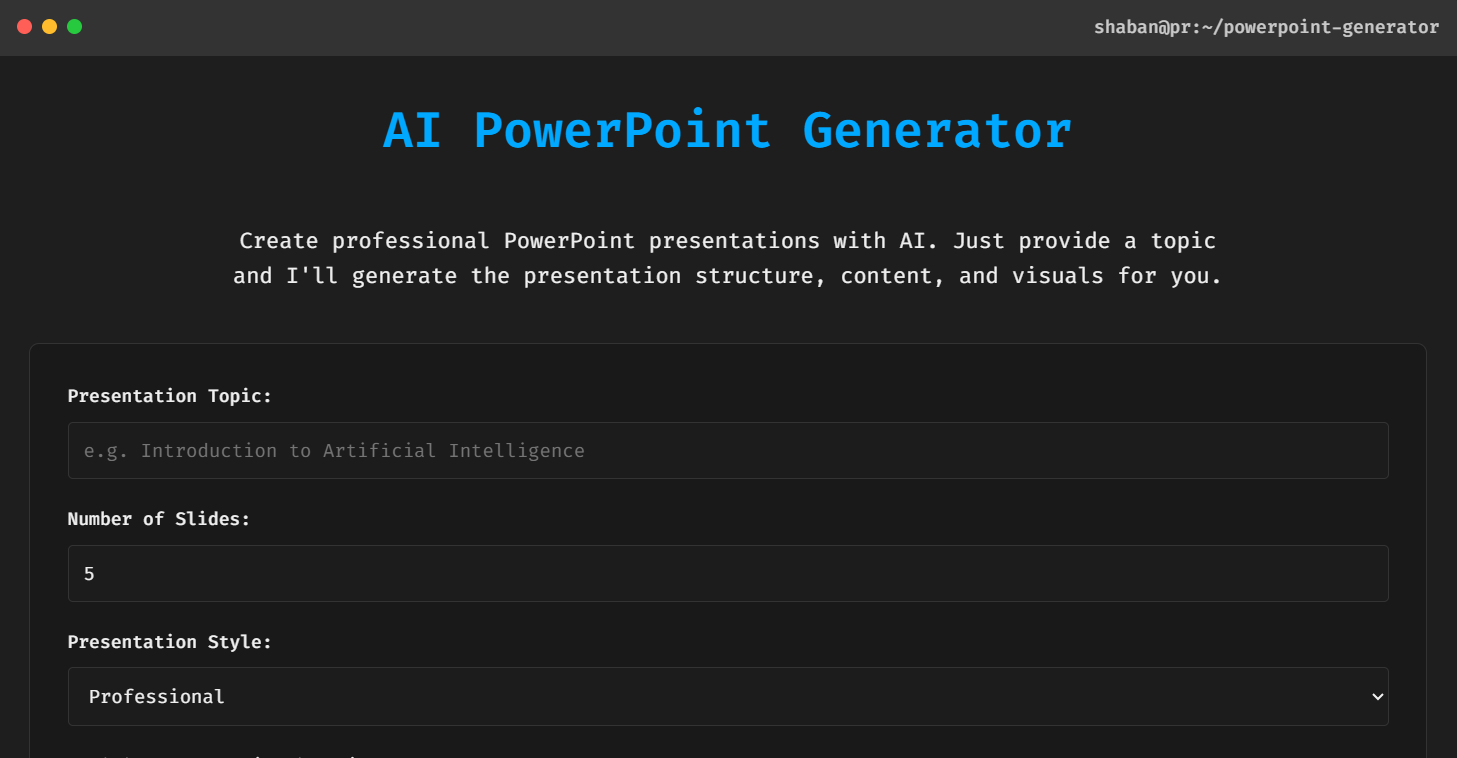 shaban@pr:~/powerpoint-generator
AI PowerPoint Generator
Create professional PowerPoint presentations with AI. Just provide a topic
and I'll generate the presentation structure, content, and visuals for you.
Presentation Topic:
e.g. Introduction to Artificial Intelligence
Number of Slides:
5
Presentation Style:
Professional